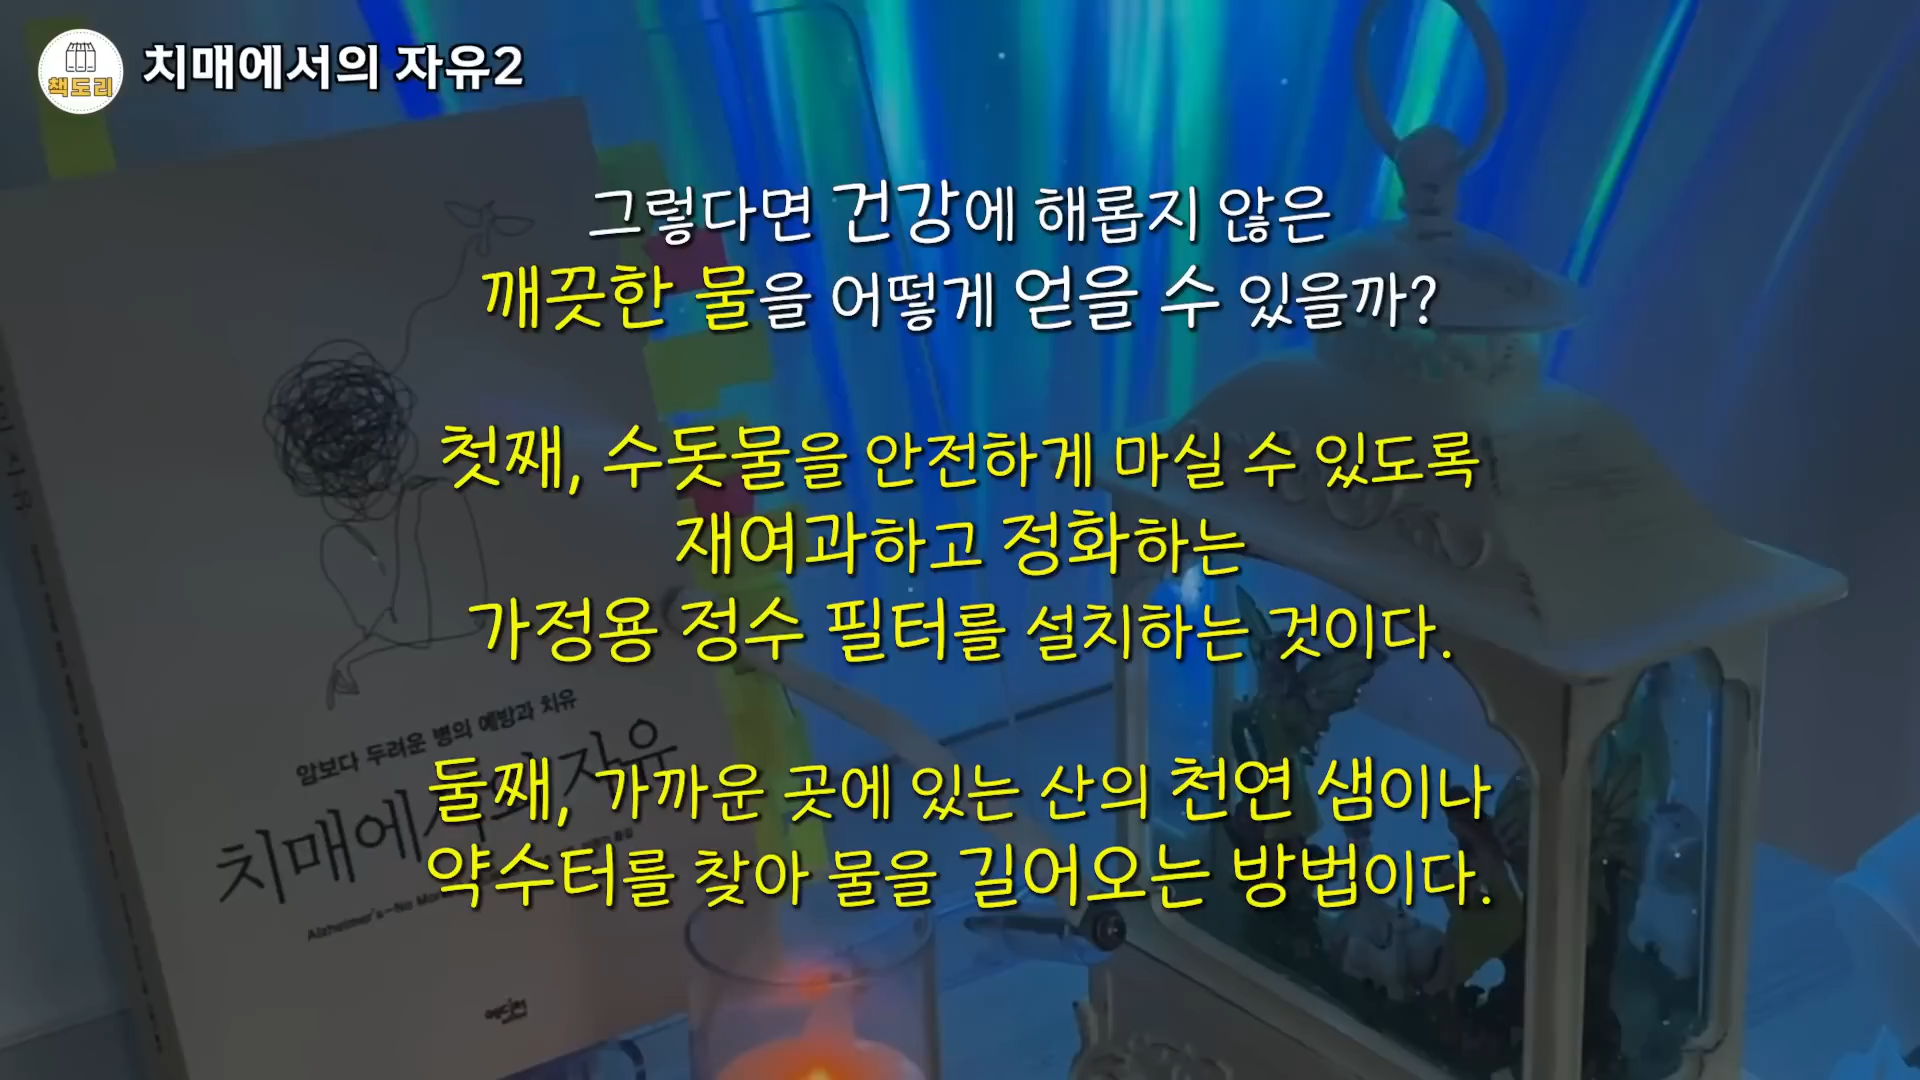 책도리
치매에서의 자유2
그렇다면 건강에 해롭지 않은
깨끗한 물을 어떻게 얻을 수 있을까?
첫째, 수돗물을 안전하게 마실 수 있도록
재여과하고 정화하는
가정용 정수 필터를 설치하는 것이다.
둘째, 가까운 곳에 있는 산의 천연 샘이나
약수터를 찾아 물을 길어오는 방법이다.
암보다 두려운 병의 예방과 치유
치매에서의 자유
Alzheimer's-No
에디터